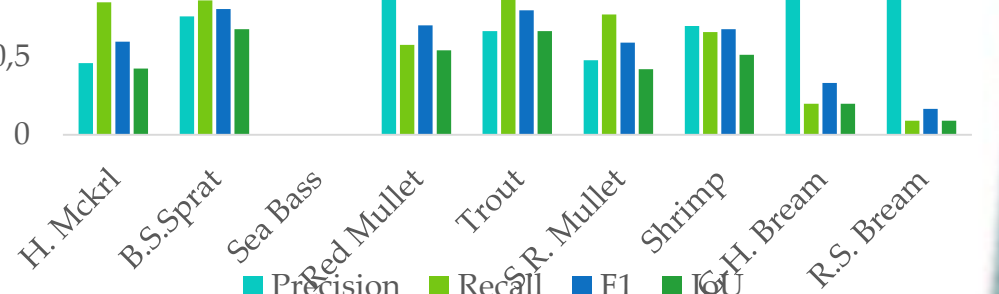 0,5
0
H. Mckrl
B.S.Sprat
Sea Bass
Red Mullet
Trout
S.R. Mullet
Shrimp
G.H. Bream
R.S. Bream
Precision Recall F1 IoU